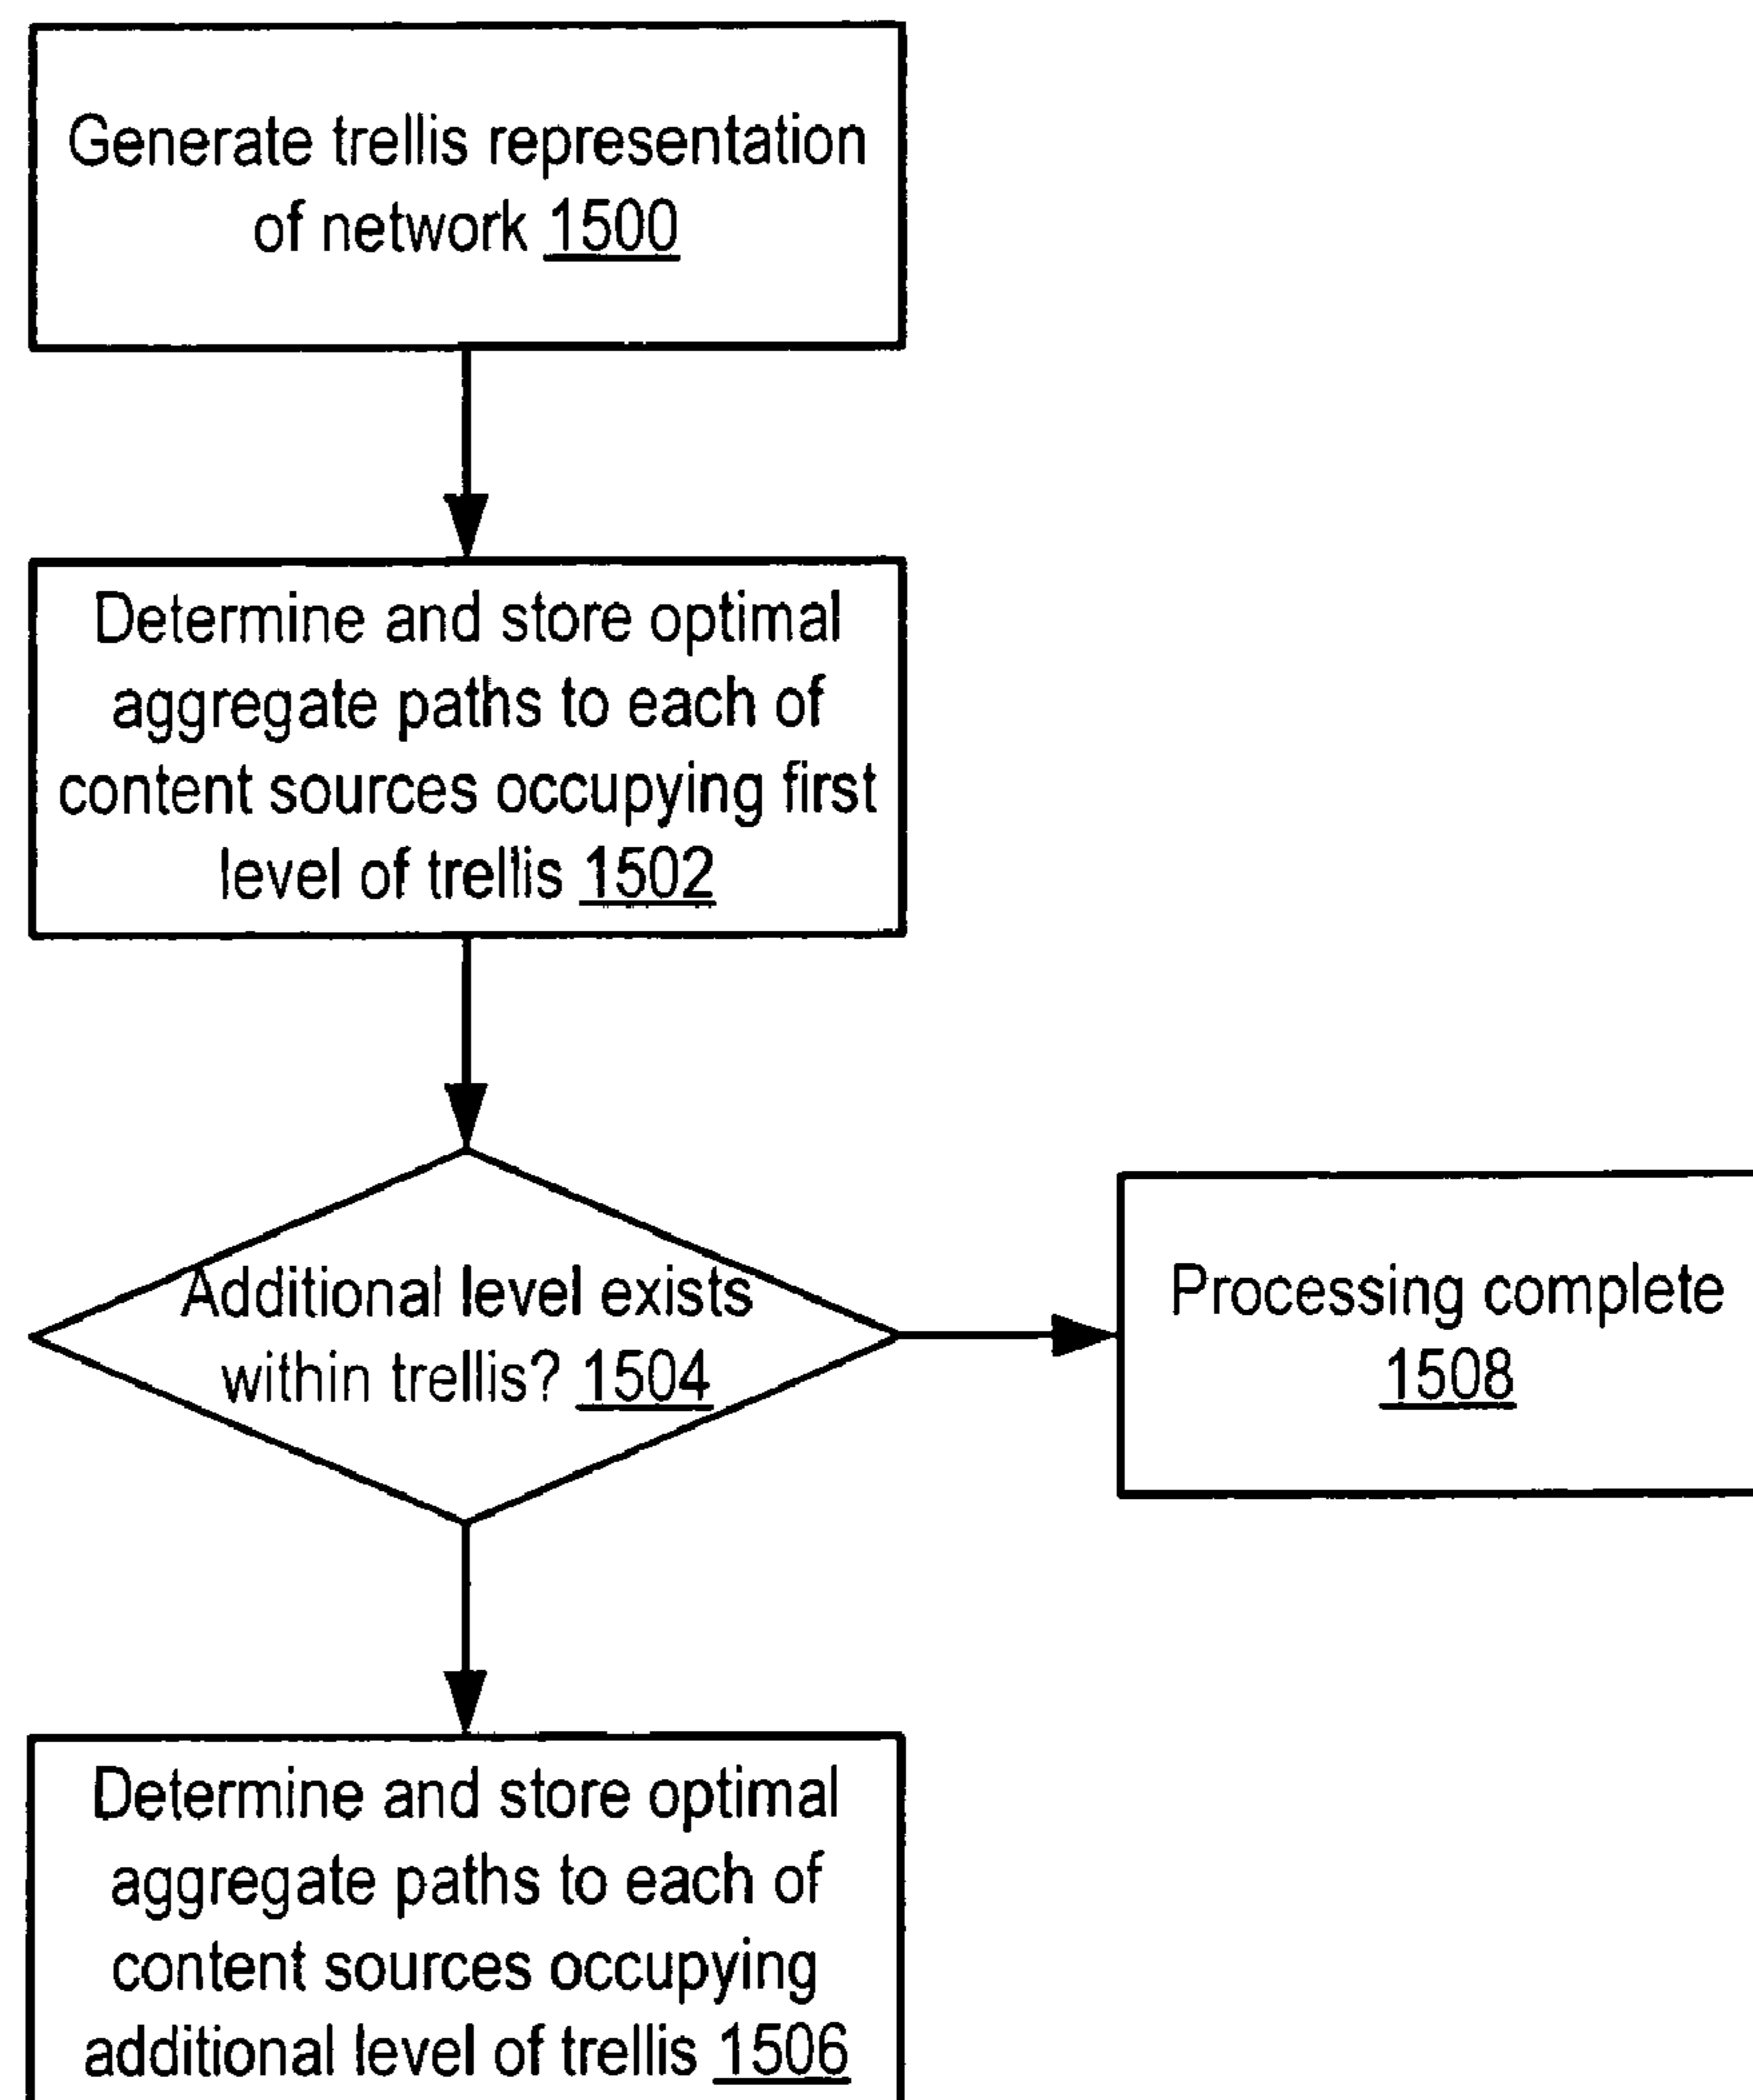 Generate trellis representation
of network 1500
Determine and store optimal
aggregate paths to each of
content sources occupying first
level of trellis 1502
Additional level exists
within trellis? 1504
Processing complete
1508
Determine and store optimal
aggregate paths to each of
content sources occupying
additional level of trellis 1506